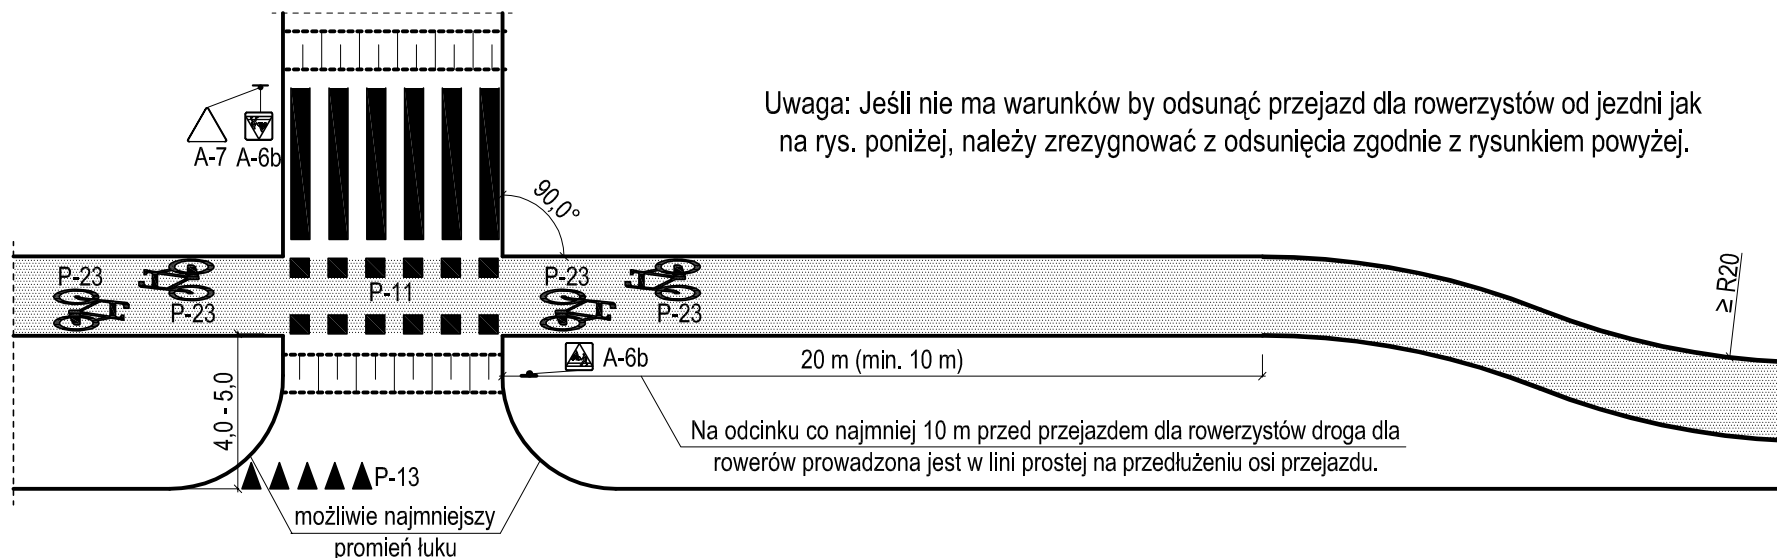 Uwaga: Jeśli nie ma warunków by odsunąć przejazd dla rowerzystów od jezdni jak
na rys. poniżej, należy zrezygnować z odsunięcia zgodnie z rysunkiem powyżej.
A-7 A-6b
90,0°
P-23
P-23
P-11
P-23
P-23
≥ R20
A-6b
20 m (min. 10 m)
4,0 - 5,0
Na odcinku co najmniej 10 m przed przejazdem dla rowerzystów droga dla
rowerów prowadzona jest w lini prostej na przedłużeniu osi przejazdu.
P-13
możliwie najmniejszy
promień łuku